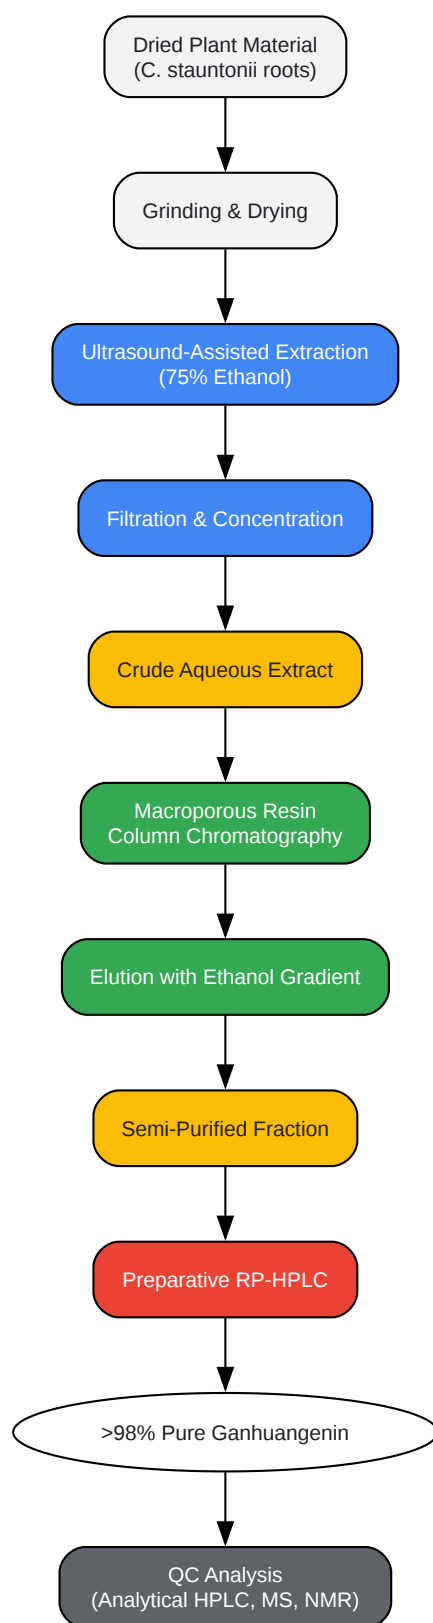 Dried Plant Material
(C. stauntonii roots)
Grinding & Drying
Ultrasound-Assisted Extraction
(75% Ethanol)
Filtration & Concentration
Crude Aqueous Extract
Macroporous Resin
Column Chromatography
Elution with Ethanol Gradient
Semi-Purified Fraction
Preparative RP-HPLC
>98% Pure Ganhuangenin
QC Analysis
(Analytical HPLC, MS, NMR)